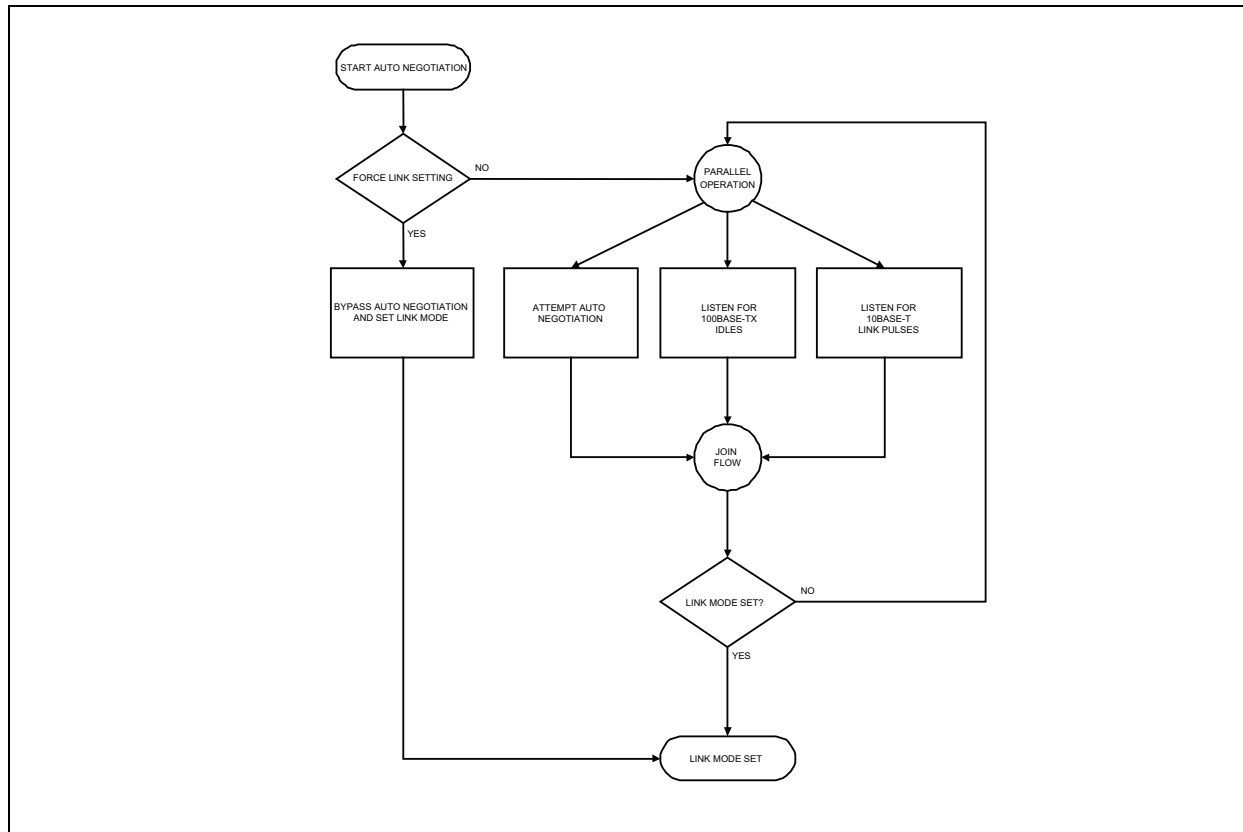 START AUTO NEGOTIATION
FORCE LINK SETTING
NO
PARALLEL
OPERATION
YES
BYPASS AUTO NEGOTIATION
AND SET LINK MODE
ATTEMPT AUTO
NEGOTIATION
LISTEN FOR
100BASE-TX
IDLES
LISTEN FOR
10BASE-T
LINK PULSES
JOIN
FLOW
LINK MODE SET?
NO
YES
LINK MODE SET